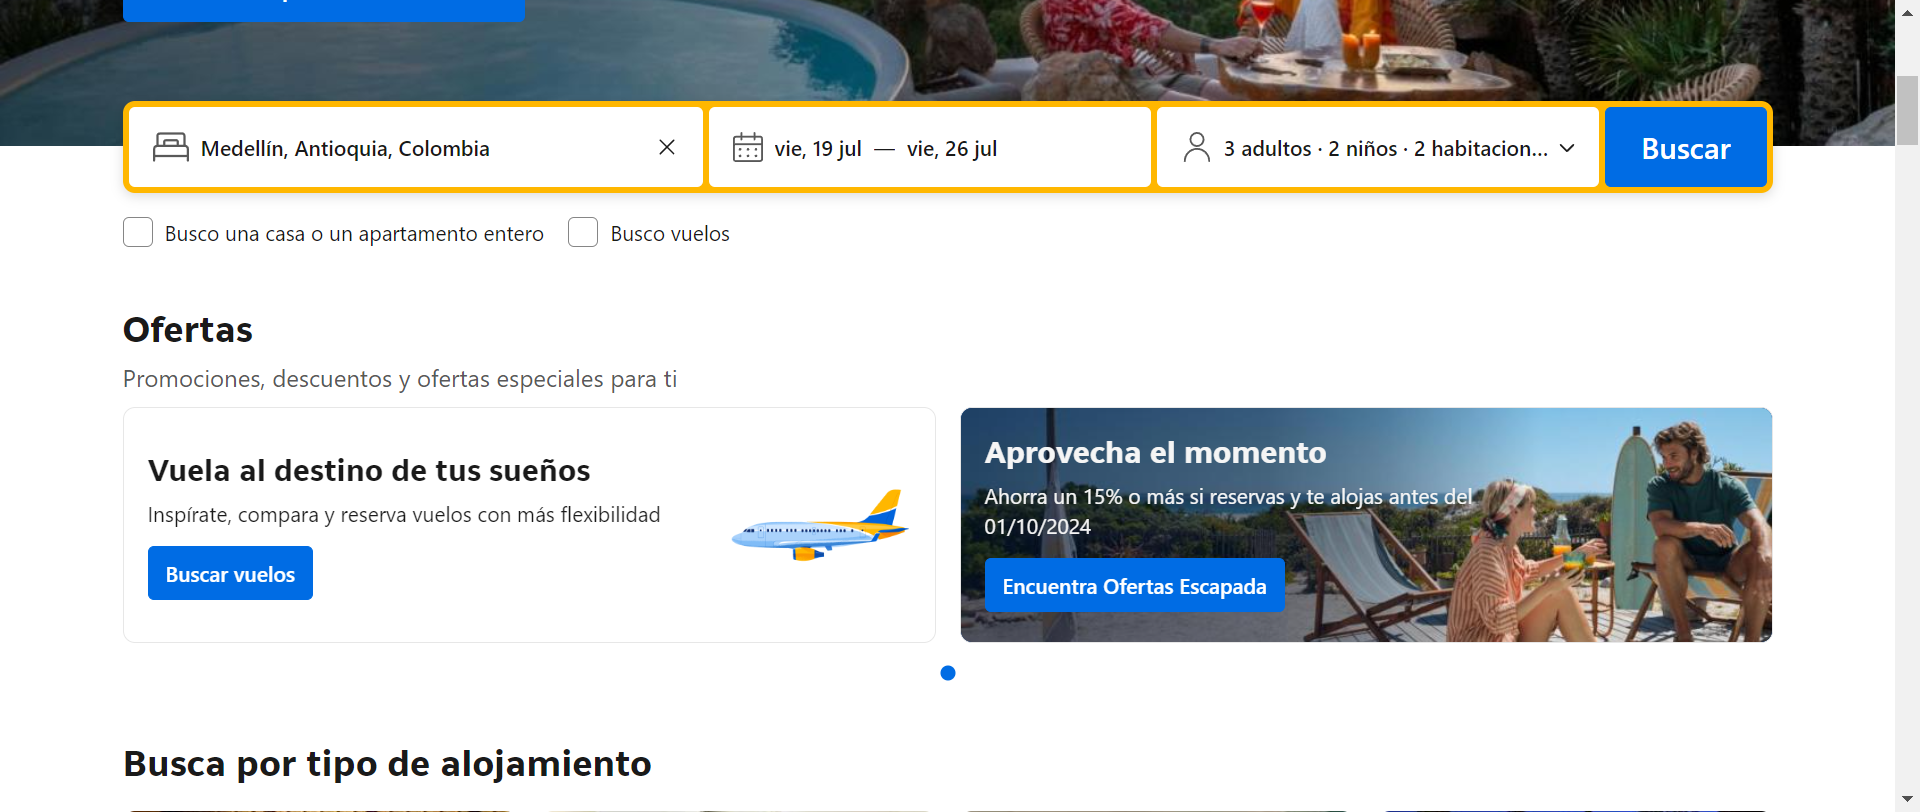 Medellín, Antioquia, Colombia
vie, 19 jul — vie, 26 jul
3 adultos · 2 niños · 2 habitacion...
Buscar
Busco una casa o un apartamento entero
Busco vuelos
Ofertas
Promociones, descuentos y ofertas especiales para ti
Vuela al destino de tus sueños
Inspírate, compara y reserva vuelos con más flexibilidad
Buscar vuelos
Aprovecha el momento
Ahorra un 15% o más si reservas y te alojas antes del
01/10/2024
Encuentra Ofertas Escapada
Busca por tipo de alojamiento